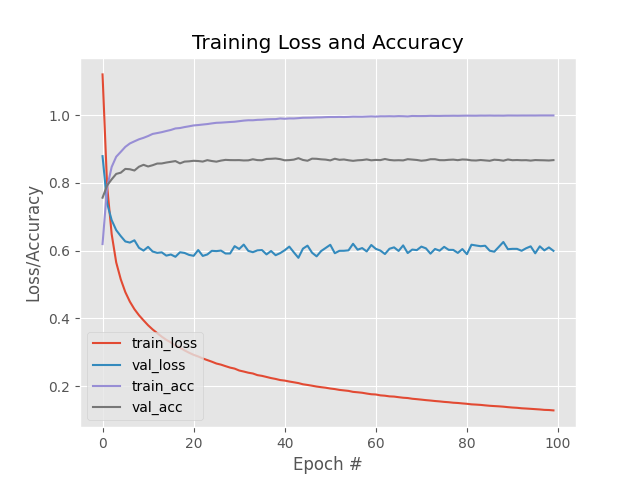 Training Loss and Accuracy
Loss/Accuracy
1.0
0.8
0.6
0.4
0.2
train_loss
val_loss
train_acc
val_acc
0 20 40 60 80 100
Epoch #